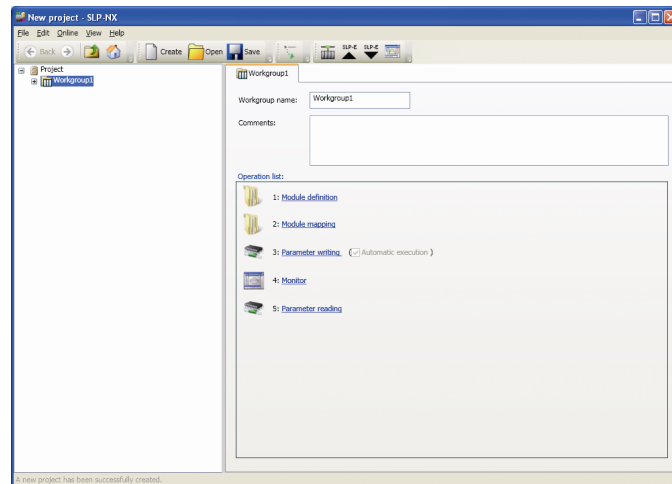 New project - SLP-NX
File Edit Online View Help
Back Create Open Save SLP-E SLP-E
Project
Workgroup1
Workgroup1
Workgroup name: Workgroup1
Comments:
Operation list:
1: Module definition
2: Module mapping
3: Parameter writing ( Automatic execution )
4: Monitor
5: Parameter reading
A new project has been successfully created.